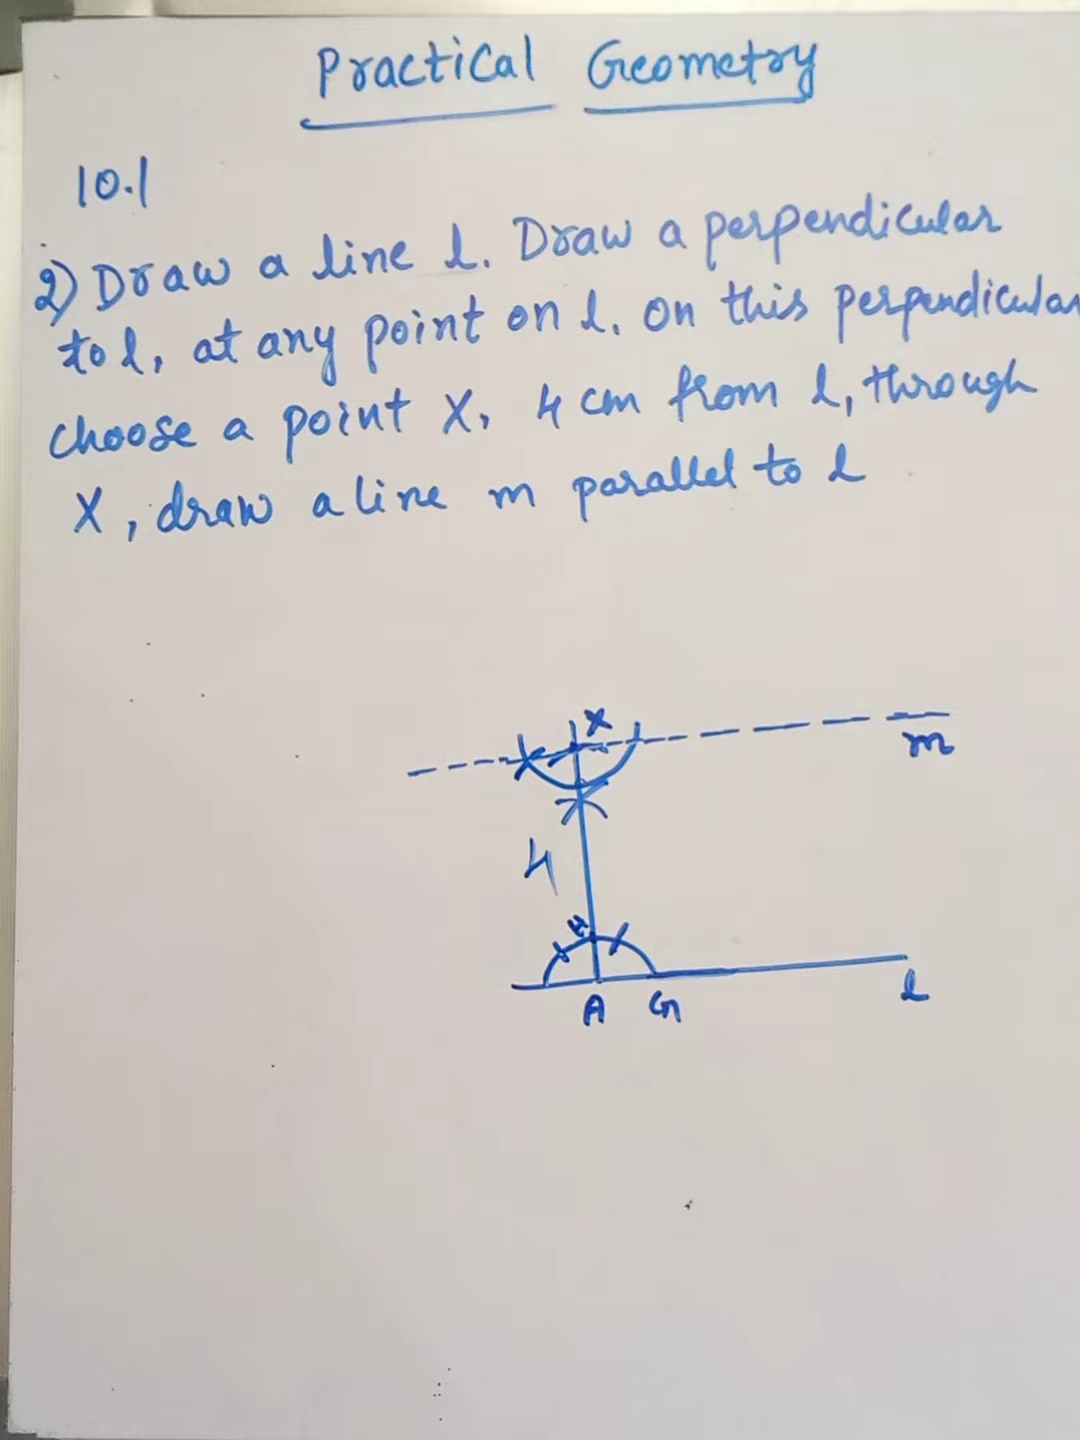 Practical Geometry
10.1
2) Draw a line l. Draw a perpendicular
to l, at any point on l. on this perpendicular
choose a point X, 4 cm from l, through
X, draw a line m parallel to l
X
m
4
H
A G
l